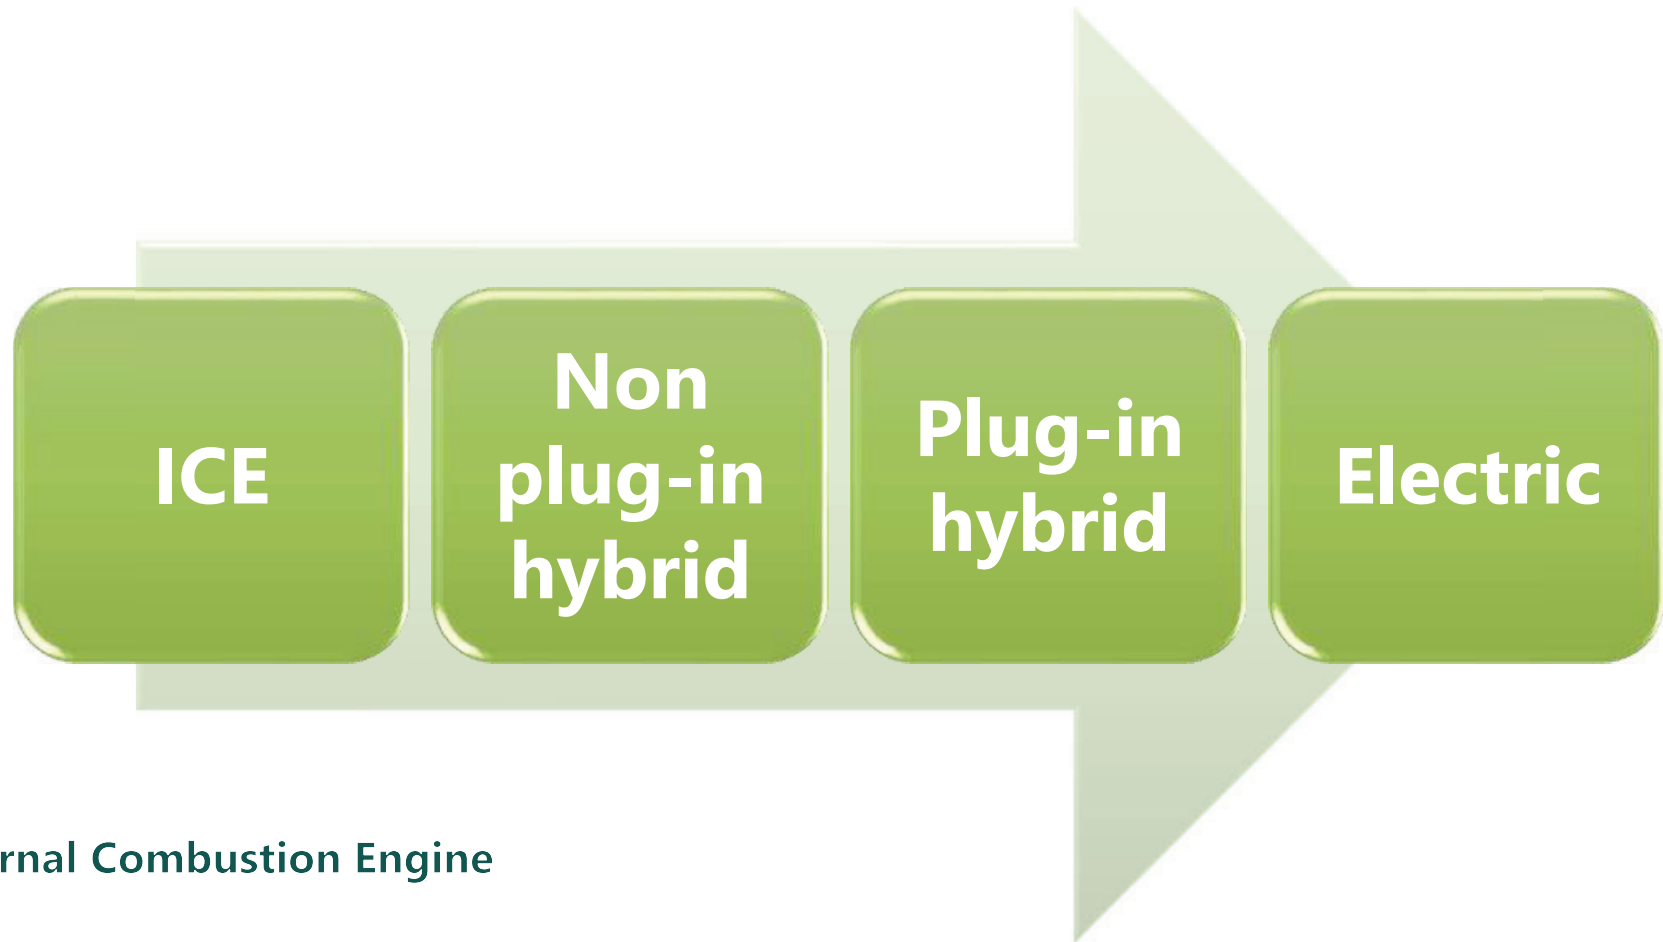 ICE
Non
plug-in
hybrid
Plug-in
hybrid
Electric
rnal Combustion Engine